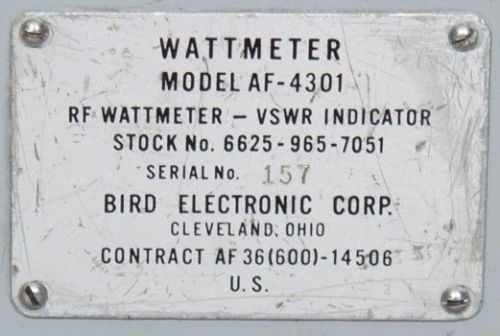 WATTMETER
MODEL AF-4301
RF WATTMETER – VSWR INDICATOR
STOCK No. 6625-965-7051
SERIAL No. 157
BIRD ELECTRONIC CORP.
CLEVELAND, OHIO
CONTRACT AF 36(600)-14506
U.S.